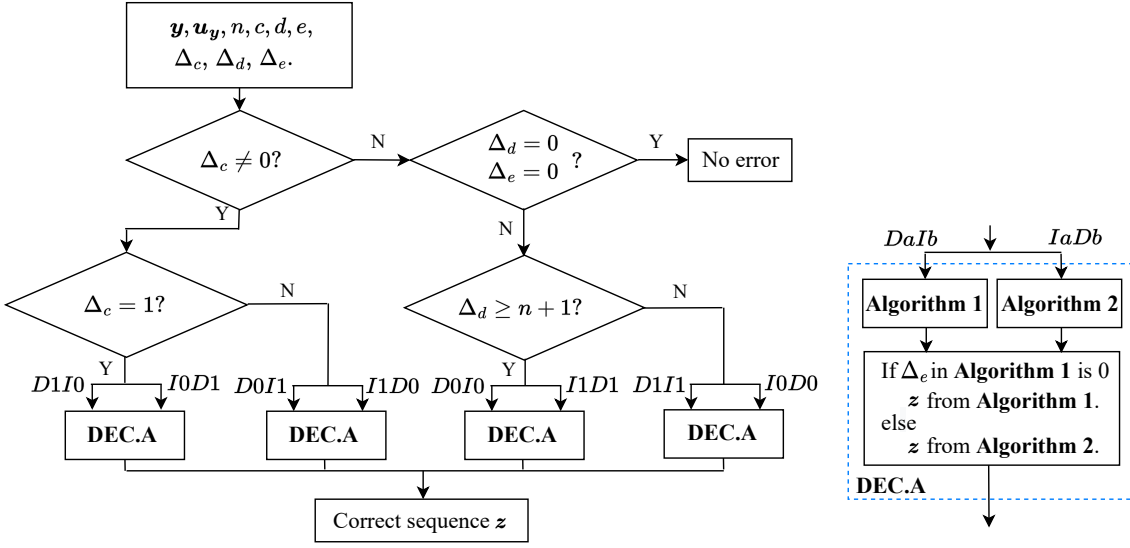 y, u_y, n, c, d, e,
Δ_c, Δ_d, Δ_e.
Δ_c ≠ 0?
N
Δ_d = 0
Δ_e = 0
?
Y
No error
Y
N
Δ_c = 1?
N
Δ_d ≥ n + 1?
N
Y
Y
D1I0
I0D1
D0I1
I1D0
D0I0
I1D1
D1I1
I0D0
DEC.A
DEC.A
DEC.A
DEC.A
Correct sequence z
DaIb
IaDb
Algorithm 1
Algorithm 2
If Δ_e in Algorithm 1 is 0
z from Algorithm 1.
else
z from Algorithm 2.
DEC.A